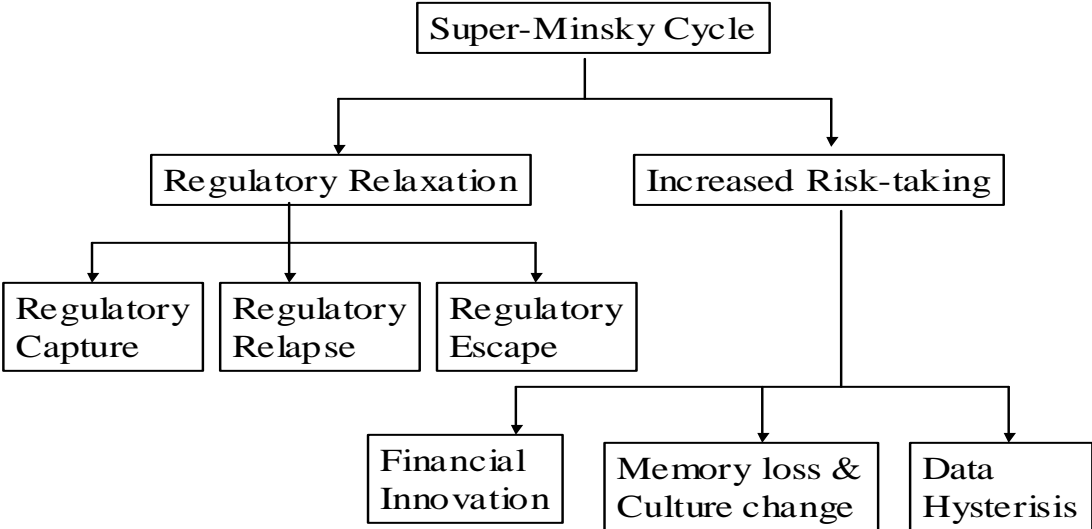 Super-Minsky Cycle
Regulatory Relaxation
Increased Risk-taking
Regulatory
Capture
Regulatory
Relapse
Regulatory
Escape
Financial
Innovation
Memory loss &
Culture change
Data
Hysterisis